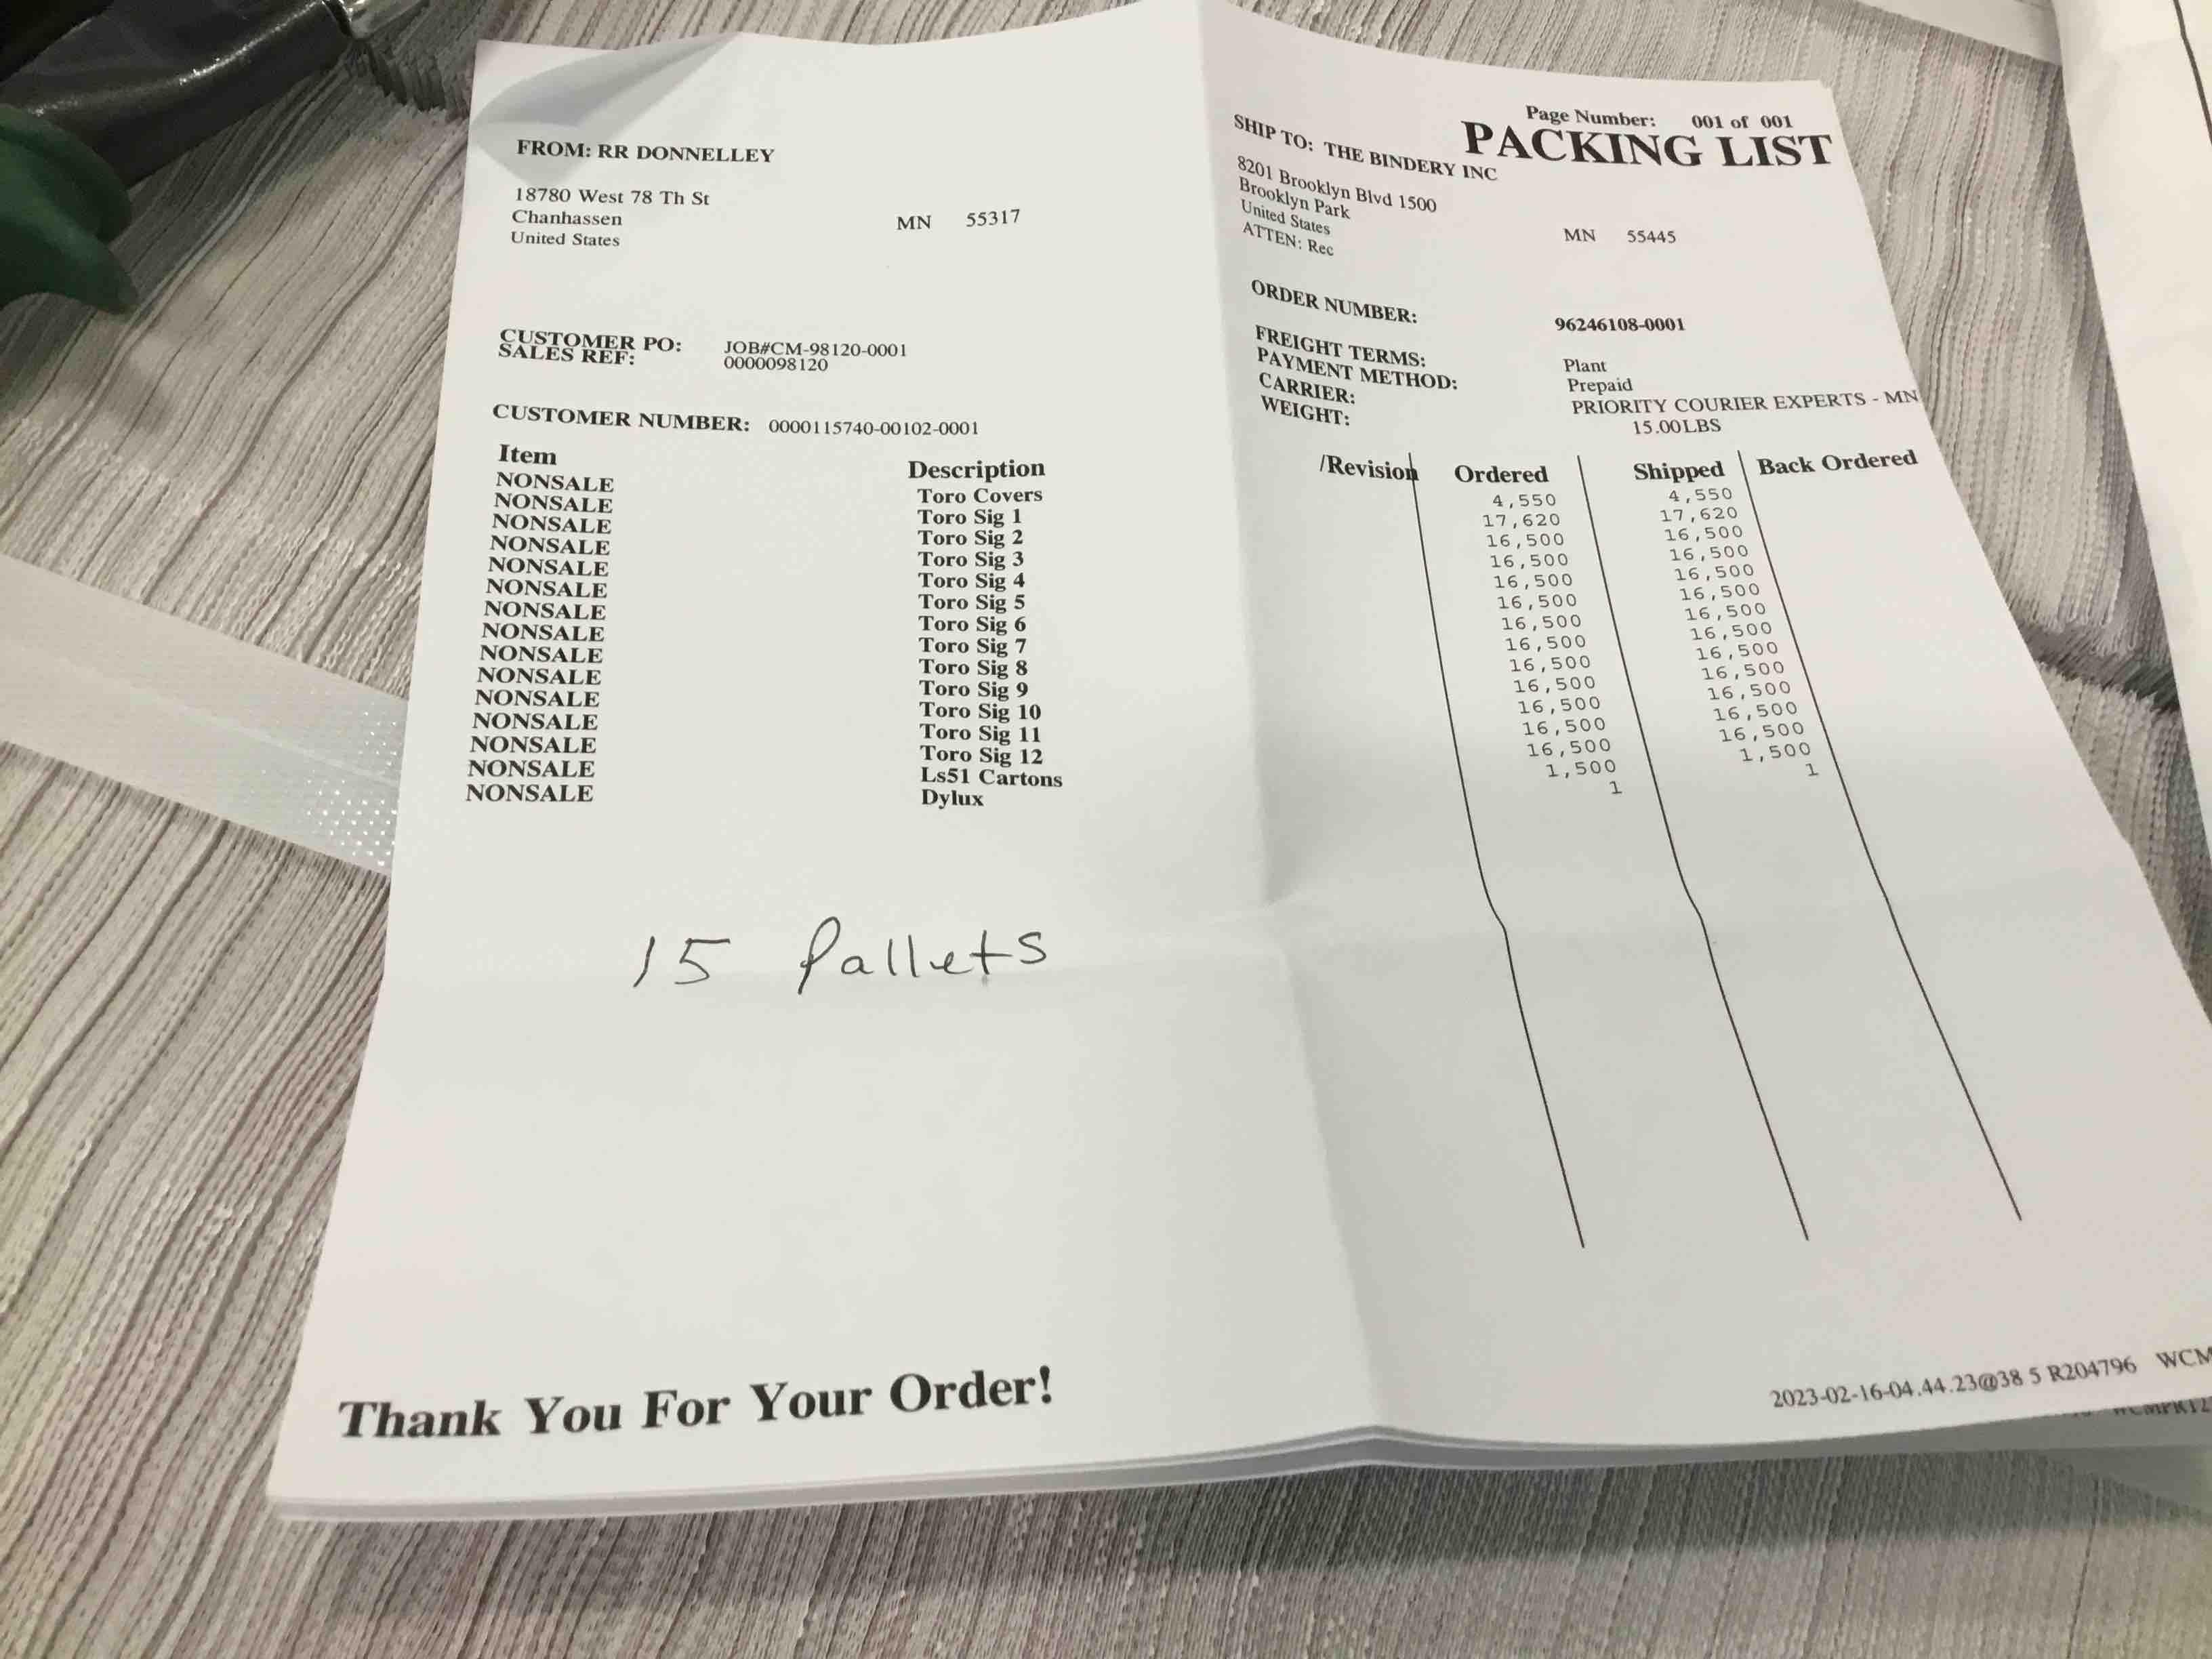 Page Number: 001 of 001
PACKING LIST
FROM: RR DONNELLEY
18780 West 78 Th St
Chanhassen MN 55317
United States
SHIP TO: THE BINDERY INC
8201 Brooklyn Blvd 1500
Brooklyn Park MN 55445
United States
ATTEN: Rec
ORDER NUMBER: 96246108-0001
CUSTOMER PO: JOB#CM-98120-0001
SALES REF: 0000098120
FREIGHT TERMS: Plant
PAYMENT METHOD: Prepaid
CARRIER: PRIORITY COURIER EXPERTS - MN
WEIGHT: 15.00LBS
CUSTOMER NUMBER: 0000115740-00102-0001
Item Description /Revision Ordered Shipped Back Ordered
NONSALE Toro Covers 4,550 4,550
NONSALE Toro Sig 1 17,620 17,620
NONSALE Toro Sig 2 16,500 16,500
NONSALE Toro Sig 3 16,500 16,500
NONSALE Toro Sig 4 16,500 16,500
NONSALE Toro Sig 5 16,500 16,500
NONSALE Toro Sig 6 16,500 16,500
NONSALE Toro Sig 7 16,500 16,500
NONSALE Toro Sig 8 16,500 16,500
NONSALE Toro Sig 9 16,500 16,500
NONSALE Toro Sig 10 16,500 16,500
NONSALE Toro Sig 11 16,500 16,500
NONSALE Toro Sig 12 16,500 16,500
NONSALE Ls51 Cartons 1,500 1,500
NONSALE Dylux 1 1
15 Pallets
Thank You For Your Order!
2023-02-16-04.44.23@38 5 R204796 WCM